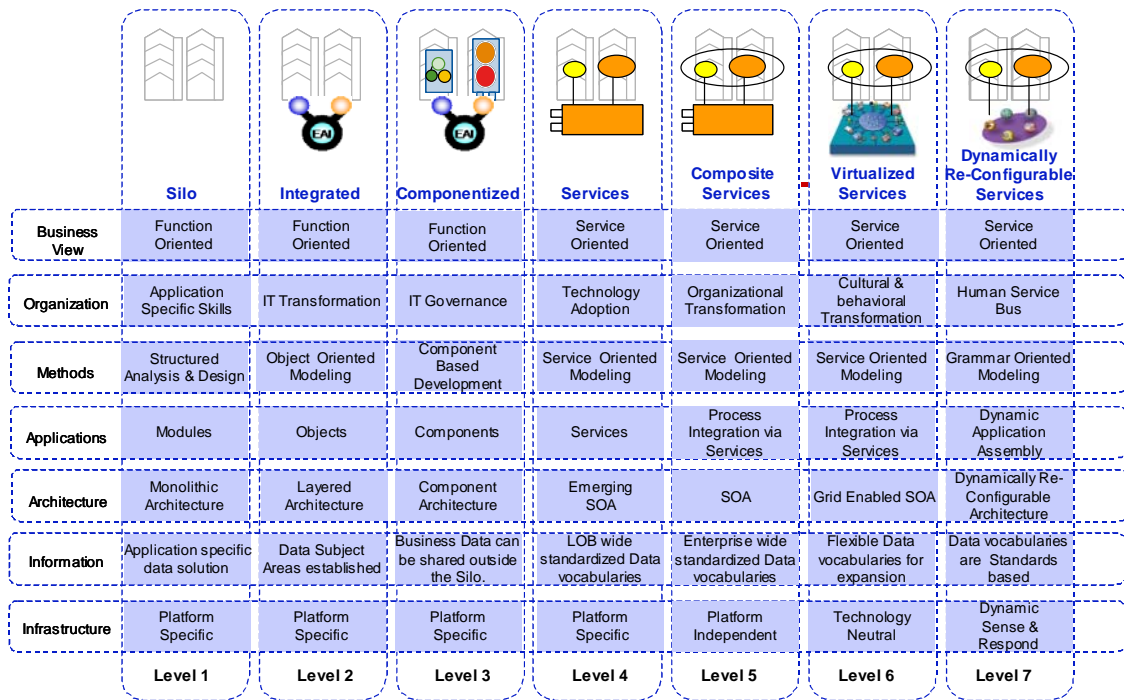 EAI
EAI
Silo
Integrated
Componentized
Services
Composite
Services
Virtualized
Services
Dynamically
Re-Configurable
Services
Business
View
Function
Oriented
Function
Oriented
Function
Oriented
Service
Oriented
Service
Oriented
Service
Oriented
Service
Oriented
Organization
Application
Specific Skills
IT Transformation
IT Governance
Technology
Adoption
Organizational
Transformation
Cultural &
behavioral
Transformation
Human Service
Bus
Methods
Structured
Analysis & Design
Object Oriented
Modeling
Component
Based
Development
Service Oriented
Modeling
Service Oriented
Modeling
Service Oriented
Modeling
Grammar Oriented
Modeling
Applications
Modules
Objects
Components
Services
Process
Integration via
Services
Process
Integration via
Services
Dynamic
Application
Assembly
Architecture
Monolithic
Architecture
Layered
Architecture
Component
Architecture
Emerging
SOA
SOA
Grid Enabled SOA
Dynamically Re-
Configurable
Architecture
Information
Application specific
data solution
Data Subject
Areas established
Business Data can
be shared outside
the Silo.
LOB wide
standardized Data
vocabularies
Enterprise wide
standardized Data
vocabularies
Flexible Data
vocabularies for
expansion
Data vocabularies
are Standards
based
Infrastructure
Platform
Specific
Platform
Specific
Platform
Specific
Platform
Specific
Platform
Independent
Technology
Neutral
Dynamic
Sense &
Respond
Level 1
Level 2
Level 3
Level 4
Level 5
Level 6
Level 7